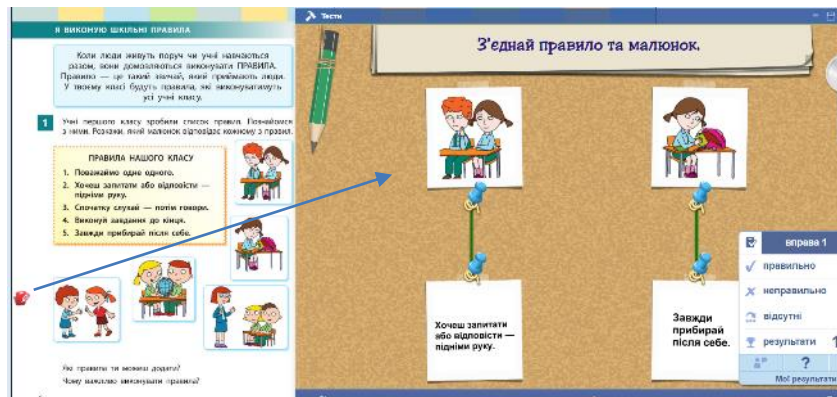 Я ВИКОНУЮ ШКІЛЬНІ ПРАВИЛА
Коли люди живуть поруч чи учні навчаються
разом, вони домовляються виконувати ПРАВИЛА.
Правило — це такий звичай, який приймають люди.
У твоєму класі будуть правила, які виконуватимуть
усі учні класу.
1
Учні першого класу зробили список правил. Познайомся
з ними. Розкажи, який малюнок відповідає кожному з правил.
ПРАВИЛА НАШОГО КЛАСУ
1. Поважаймо одне одного.
2. Хочеш запитати або відповісти —
підніми руку.
3. Спочатку слухай — потім говори.
4. Виконуй завдання до кінця.
5. Завжди прибирай після себе.
Які правила ти можеш додати?
Чому важливо виконувати правила?
Тести
З'єднай правило та малюнок.
Хочеш запитати
або відповісти —
підніми руку.
Завжди
прибирай
після себе.
вправа 1
правильно
неправильно
відсутні
результати 1
?
Мої результати